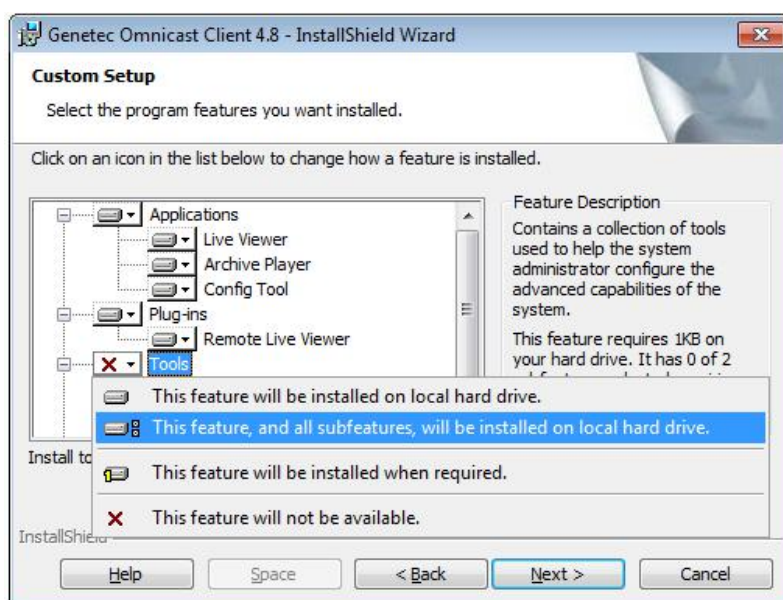 Genetec Omnicast Client 4.8 - InstallShield Wizard
Custom Setup
Select the program features you want installed.
Click on an icon in the list below to change how a feature is installed.
Applications
Live Viewer
Archive Player
Config Tool
Plug-ins
Remote Live Viewer
Tools
Feature Description
Contains a collection of tools
used to help the system
administrator configure the
advanced capabilities of the
system.
This feature requires 1KB on
your hard drive. It has 0 of 2
This feature will be installed on local hard drive.
This feature, and all subfeatures, will be installed on local hard drive.
This feature will be installed when required.
This feature will not be available.
Install to
InstallShield
Help
Space
< Back
Next >
Cancel